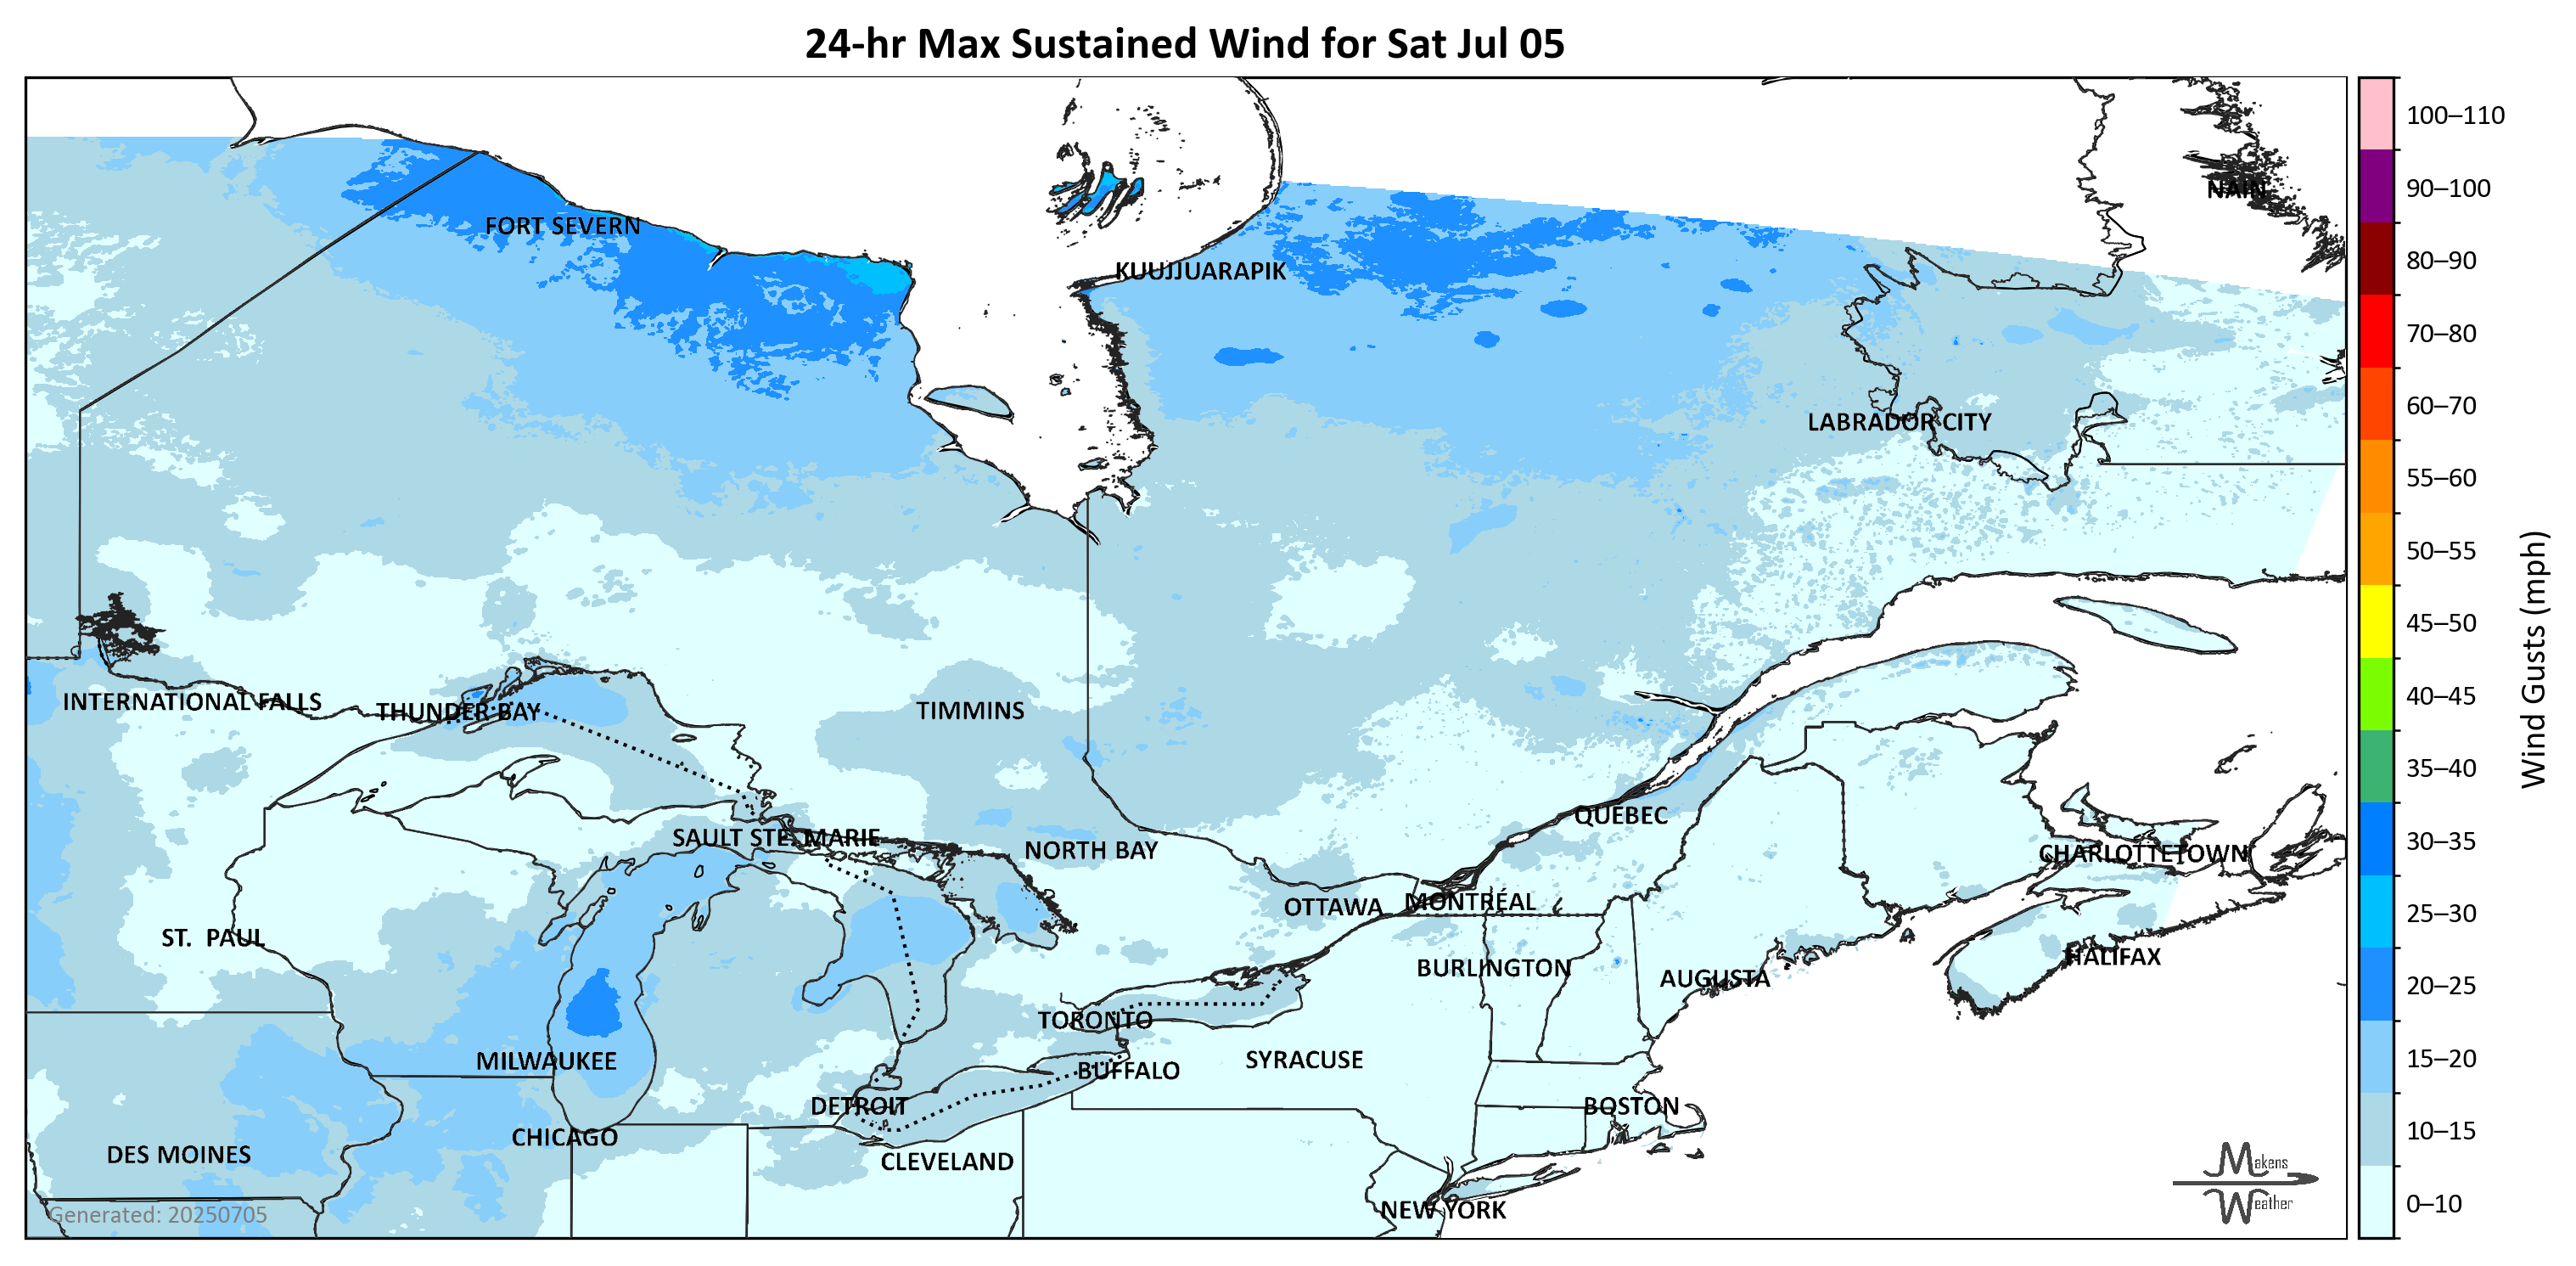 24-hr Max Sustained Wind for Sat Jul 05
100–110
90–100
NAIN
FORT SEVERN
80–90
KUUJJUARAPIK
70–80
60–70
LABRADOR CITY
55–60
50–55
Wind Gusts (mph)
45–50
INTERNATIONAL FALLS
THUNDER BAY
TIMMINS
40–45
35–40
QUEBEC
SAULT STE. MARIE
30–35
NORTH BAY
CHARLOTTETOWN
MONTRÉAL
OTTAWA
25–30
ST. PAUL
HALIFAX
BURLINGTON
AUGUSTA
20–25
TORONTO
MILWAUKEE
SYRACUSE
15–20
BUFFALO
DETROIT
BOSTON
CHICAGO
10–15
DES MOINES
CLEVELAND
Makens
Weather
0–10
NEW YORK
Generated: 20250705